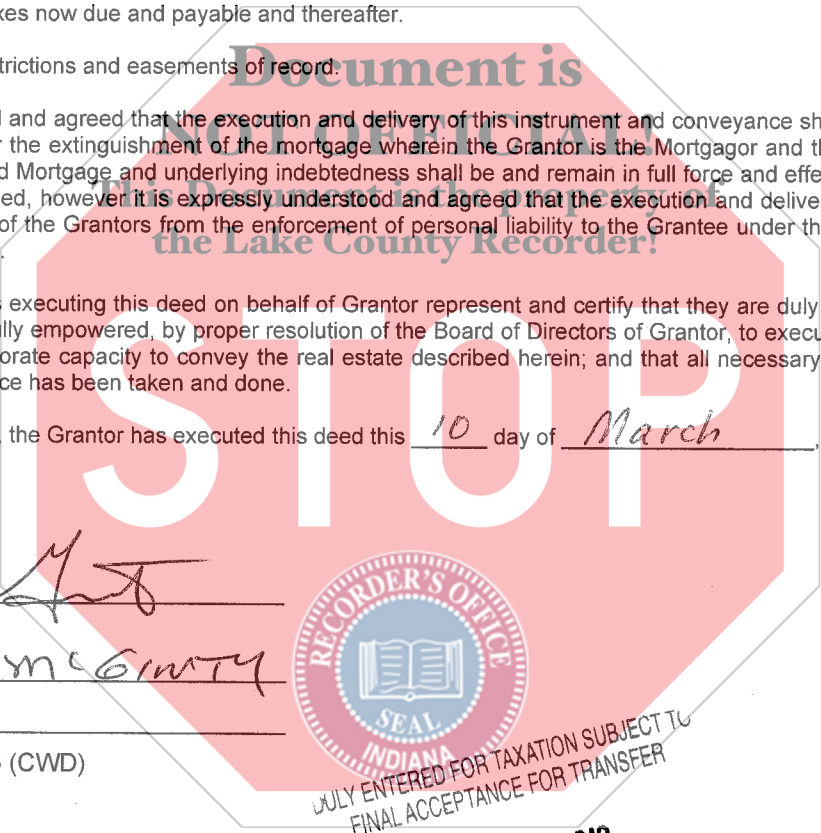 xes now due and payable and thereafter.
Document is
trictions and easements of record.
d and agreed that the execution and delivery of this instrument and conveyance sh
NOT OFFICIAL!
r the extinguishment of the mortgage wherein the Grantor is the Mortgagor and th
d Mortgage and underlying indebtedness shall be and remain in full force and effe
This Document is the property of
ed, however it is expressly understood and agreed that the execution and delive
of the Grantors from the enforcement of personal liability to the Grantee under th
the Lake County Recorder!
s executing this deed on behalf of Grantor represent and certify that they are duly
lly empowered, by proper resolution of the Board of Directors of Grantor, to execu
orate capacity to convey the real estate described herein; and that all necessary
ce has been taken and done.
STOP
, the Grantor has executed this deed this 10 day of March,
McGINTY
(CWD)
RECORDER'S OFFICE
SEAL
INDIANA
DULY ENTERED FOR TAXATION SUBJECT TO
FINAL ACCEPTANCE FOR TRANSFER